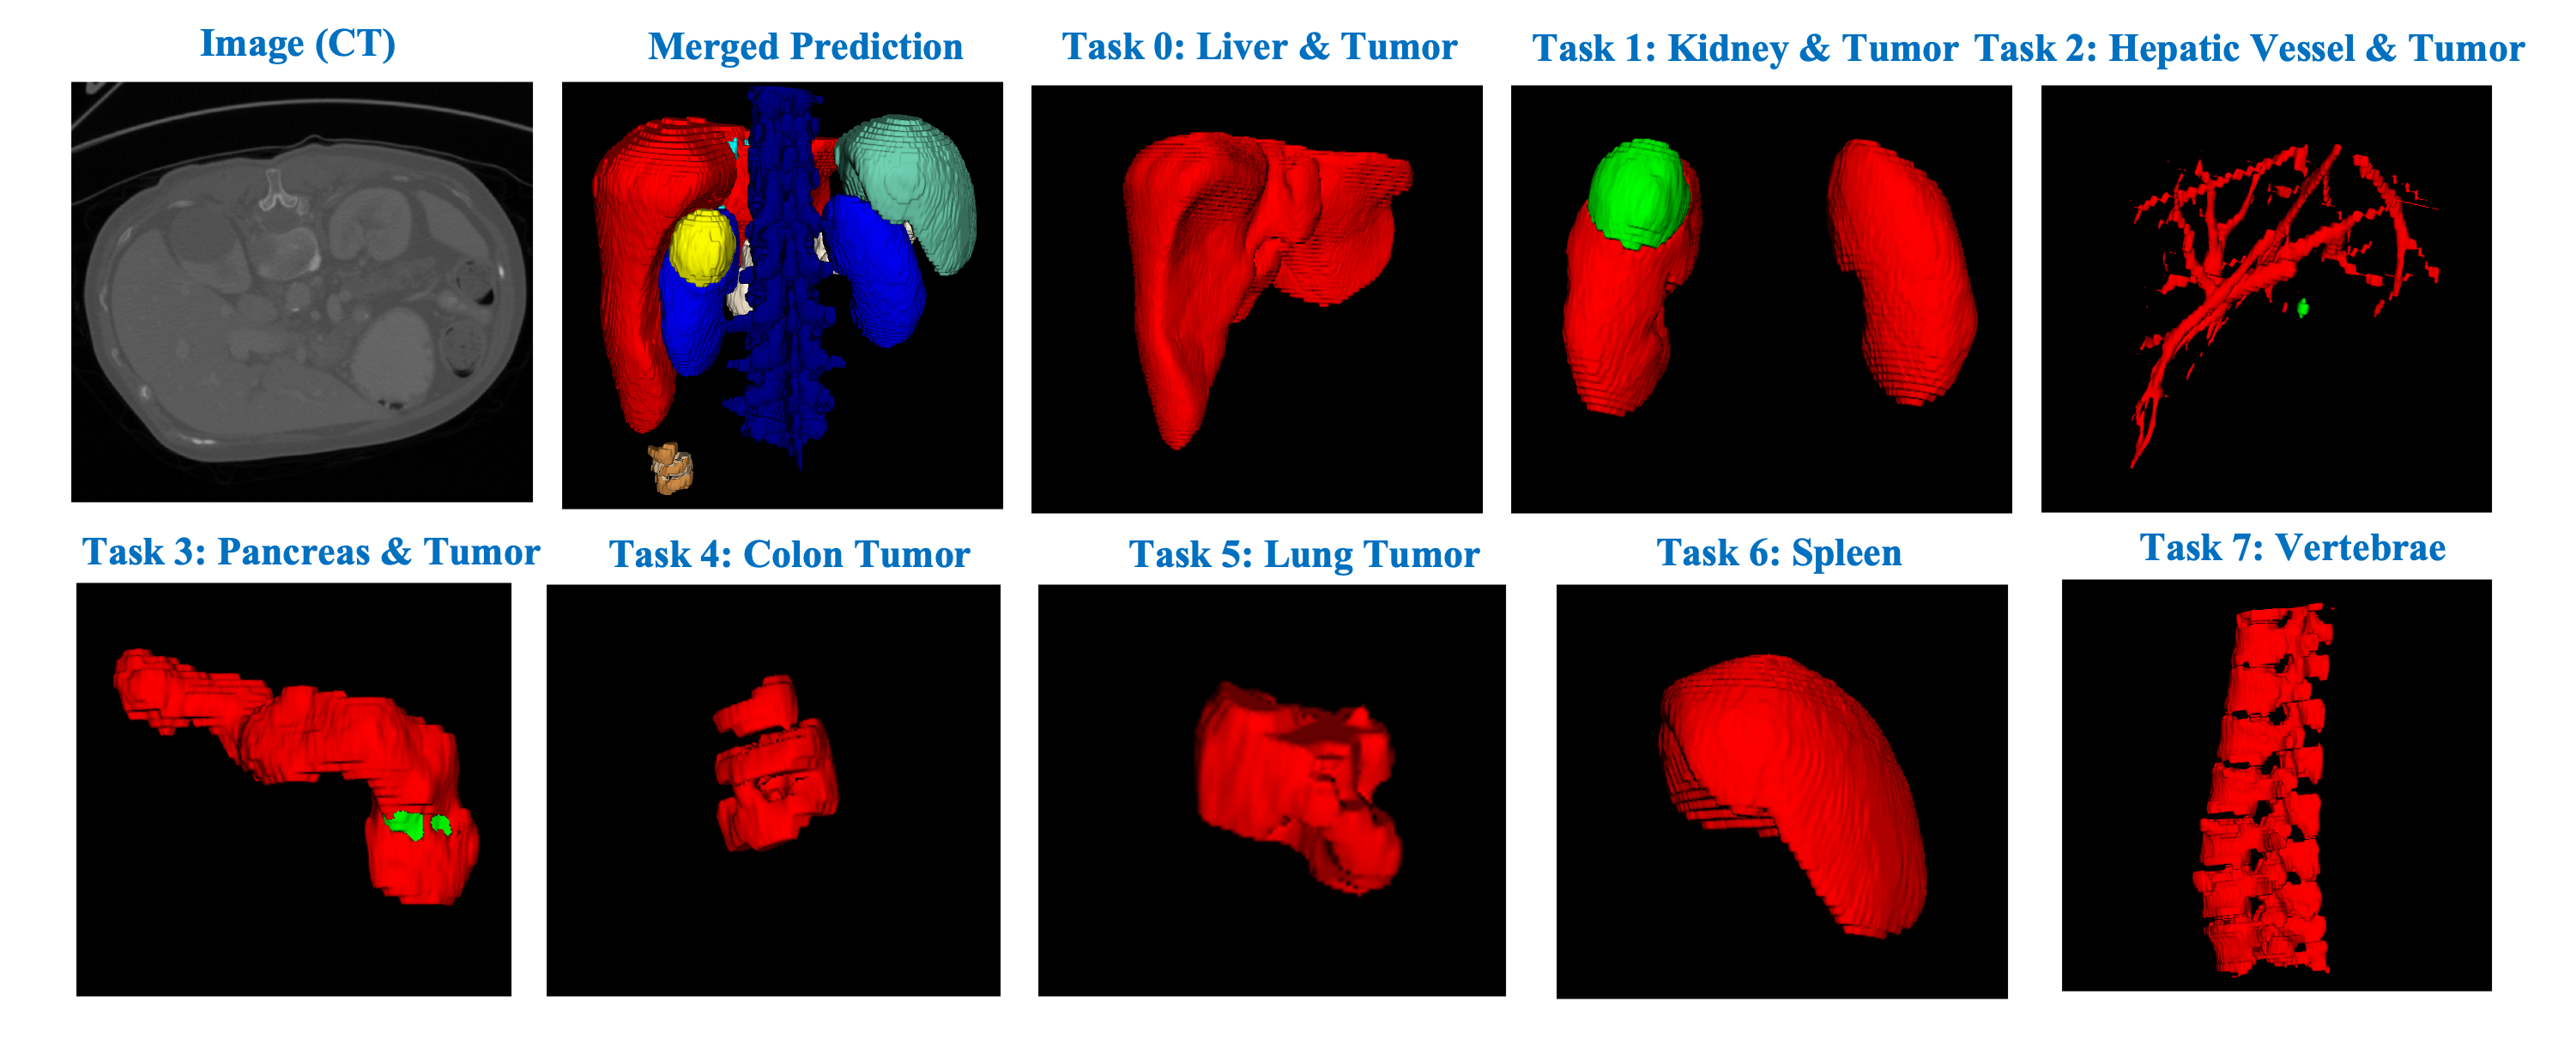 Image (CT)
Merged Prediction
Task 0: Liver & Tumor
Task 1: Kidney & Tumor
Task 2: Hepatic Vessel & Tumor
Task 3: Pancreas & Tumor
Task 4: Colon Tumor
Task 5: Lung Tumor
Task 6: Spleen
Task 7: Vertebrae